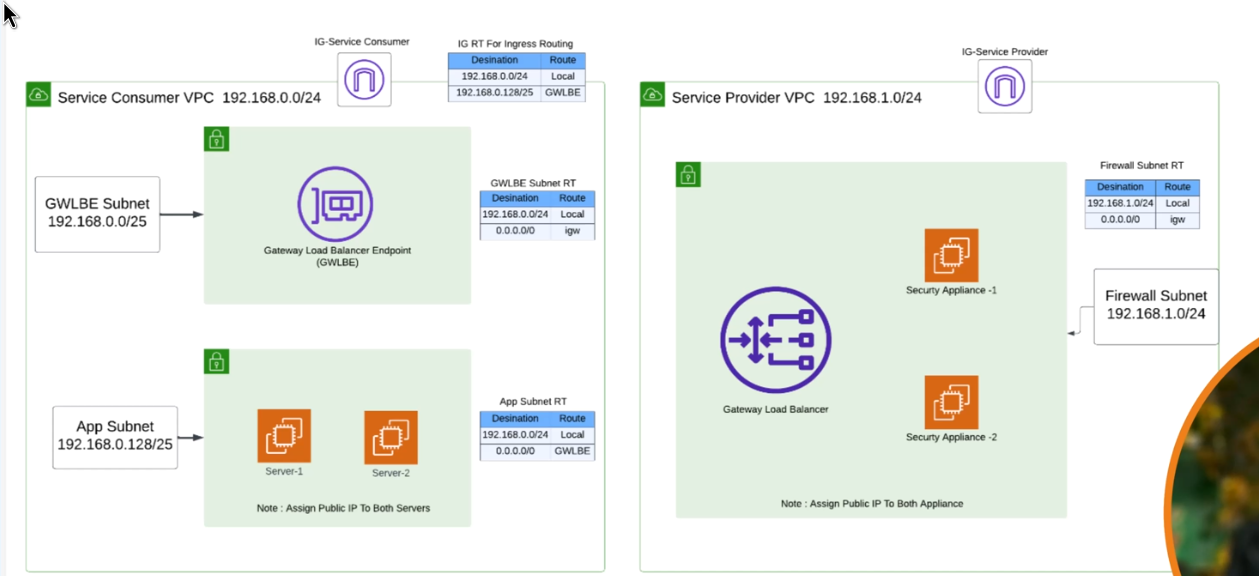 IG-Service Consumer
IG RT For Ingress Routing
Desination Route
192.168.0.0/24 Local
192.168.0.128/25 GWLBE
Service Consumer VPC 192.168.0.0/24
GWLBE Subnet
192.168.0.0/25
Gateway Load Balancer Endpoint
(GWLBE)
GWLBE Subnet RT
Desination Route
192.168.0.0/24 Local
0.0.0.0/0 igw
App Subnet
192.168.0.128/25
Server-1
Server-2
Note : Assign Public IP To Both Servers
App Subnet RT
Desination Route
192.168.0.0/24 Local
0.0.0.0/0 GWLBE
IG-Service Provider
Service Provider VPC 192.168.1.0/24
Firewall Subnet RT
Desination Route
192.168.1.0/24 Local
0.0.0.0/0 igw
Securty Appliance -1
Firewall Subnet
192.168.1.0/24
Gateway Load Balancer
Securty Appliance -2
Note : Assign Public IP To Both Appliance